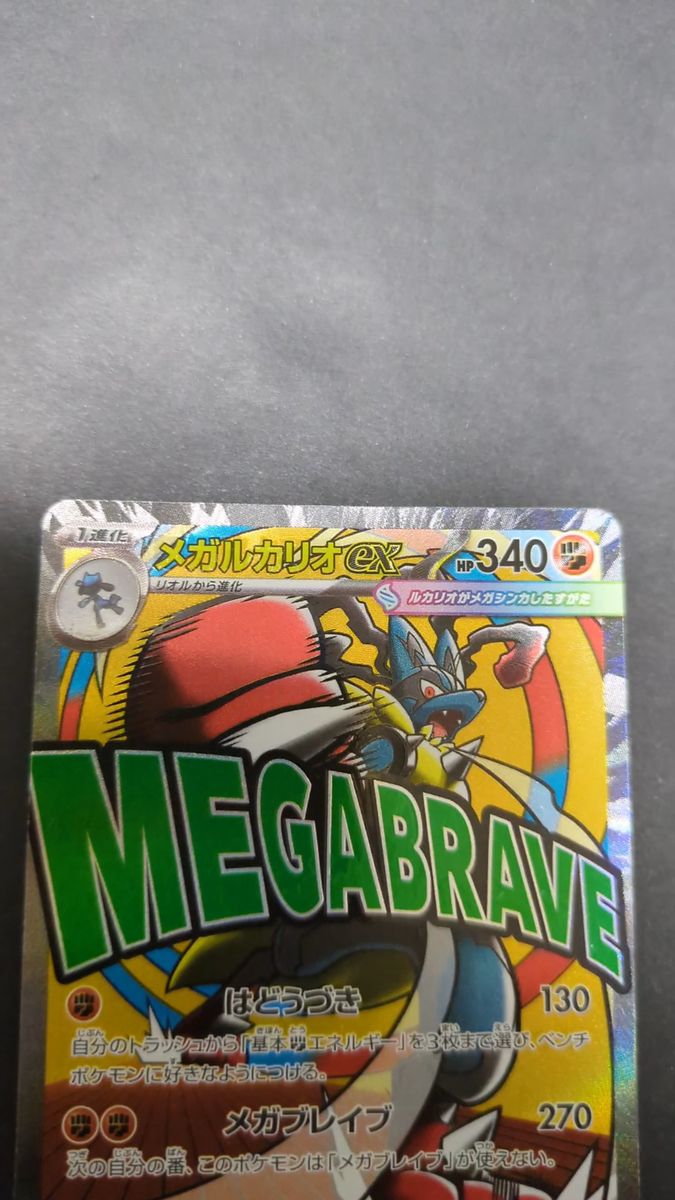 1進化
メガルカリオex HP340
リオルから進化
ルカリオがメガシンカしたすがた
MEGABRAVE
はどうづき 130
自分のトラッシュから「基本エネルギー」を3枚まで選び、ベンチ
ポケモンに好きなようにつける。
メガブレイブ 270
次の自分の番、このポケモンは「メガブレイブ」が使えない。